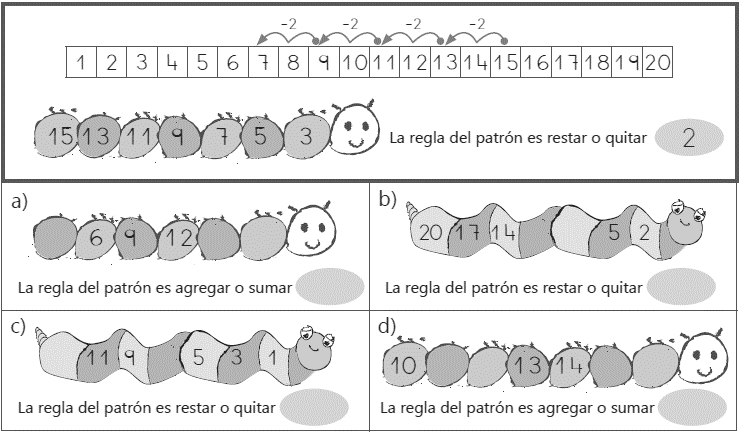 -2 -2 -2 -2
1 2 3 4 5 6 7 8 9 10 11 12 13 14 15 16 17 18 19 20
15 13 11 9 7 5 3
La regla del patrón es restar o quitar 2
a)
6 9 12
La regla del patrón es agregar o sumar
b)
20 17 14 5 2
La regla del patrón es restar o quitar
c)
11 9 5 3 1
La regla del patrón es restar o quitar
d)
10 13 14
La regla del patrón es agregar o sumar